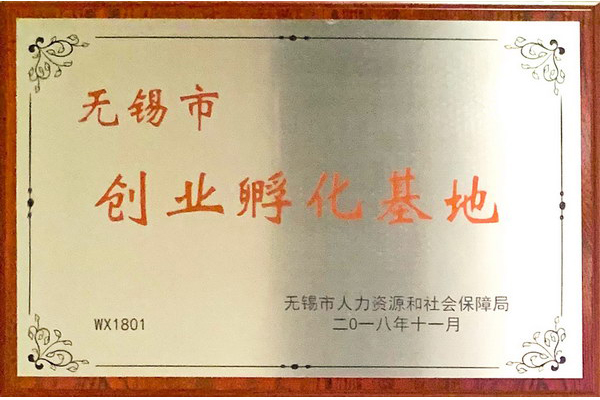 无锡市
创业孵化基地
无锡市人力资源和社会保障局
WX1801
二0一八年十一月